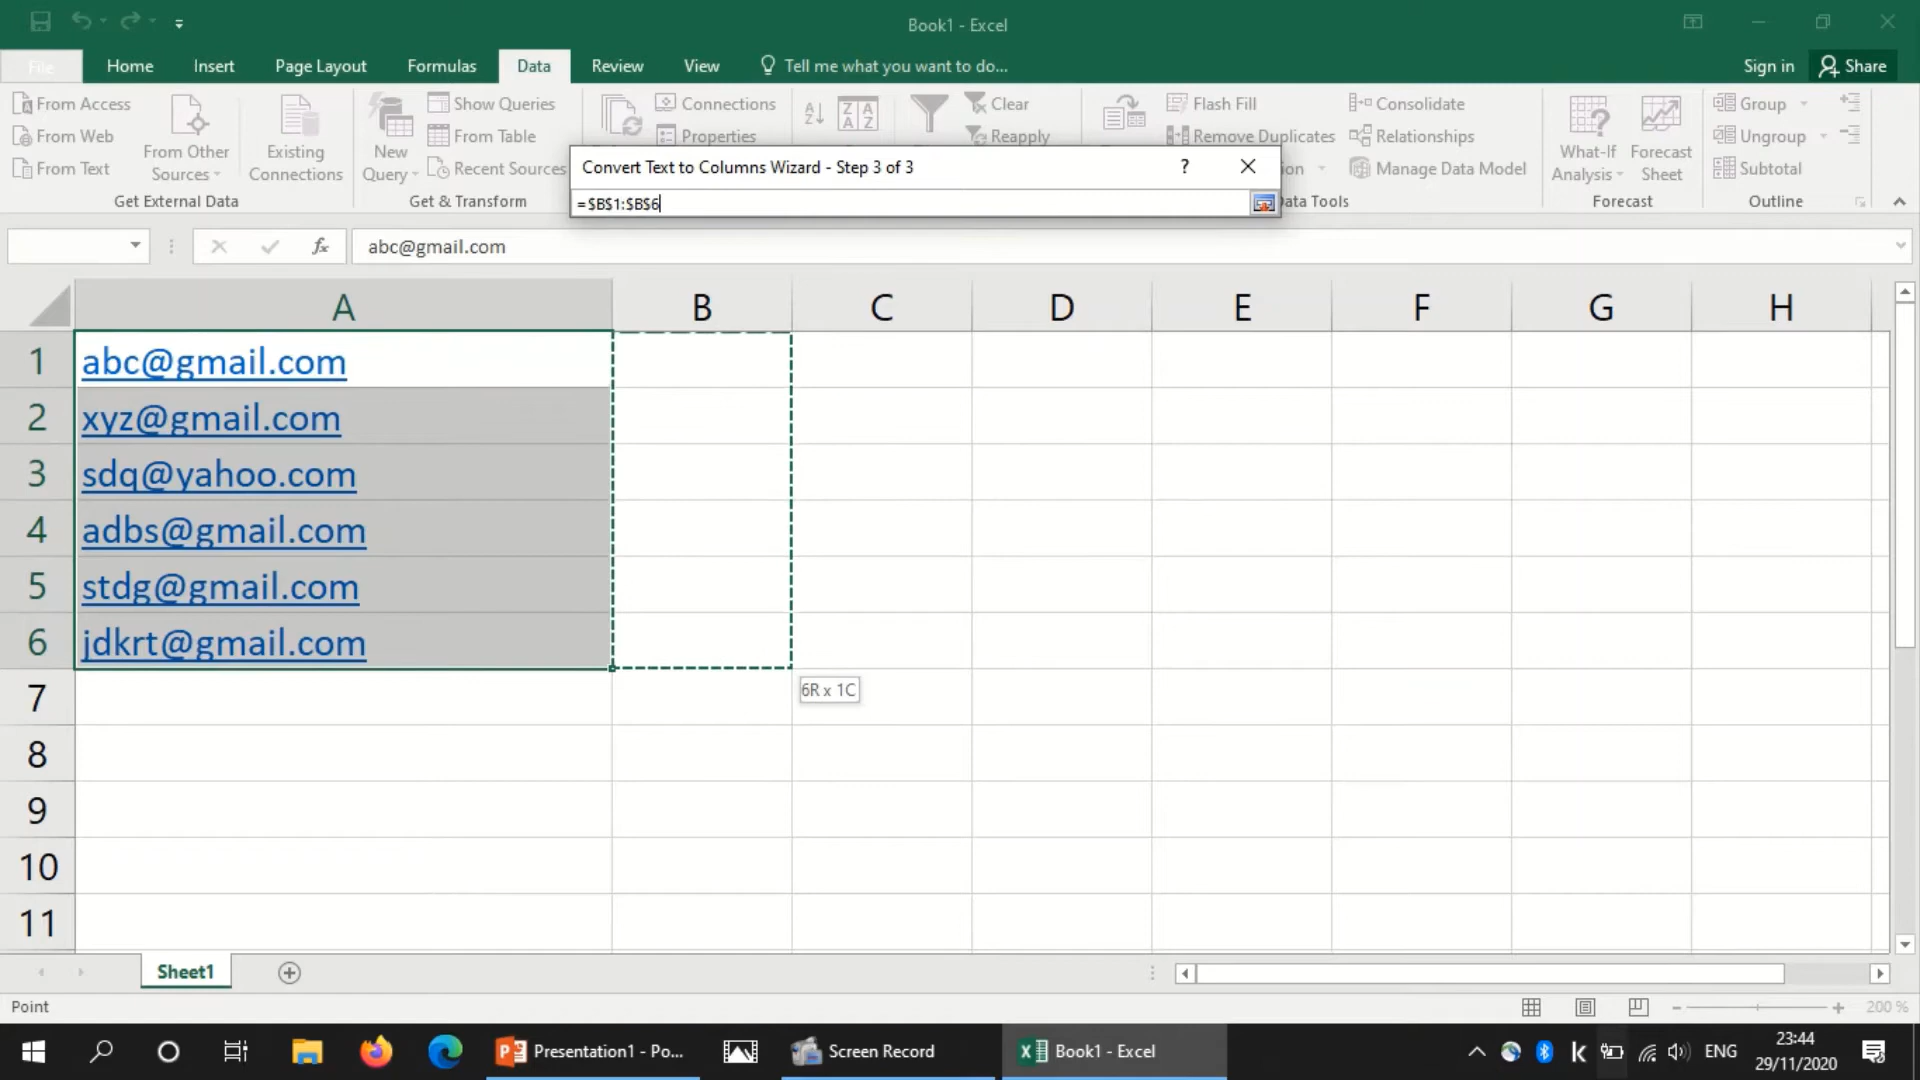 Book1 - Excel
File Home Insert Page Layout Formulas Data Review View Tell me what you want to do... Sign in Share
From Access
From Web
From Text
From Other
Sources
Existing
Connections
Get External Data
New
Query
Show Queries
From Table
Recent Sources
Get & Transform
Connections
Properties
A
Z
Z A
A Z
Clear
Reapply
Flash Fill
Remove Duplicates
ion
Consolidate
Relationships
Manage Data Model
Data Tools
What-If
Analysis
Forecast
Sheet
Forecast
Group
Ungroup
Subtotal
Outline
Convert Text to Columns Wizard - Step 3 of 3 ?
=$B$1:$B$6
fx abc@gmail.com
A B C D E F G H
1 abc@gmail.com
2 xyz@gmail.com
3 sdq@yahoo.com
4 adbs@gmail.com
5 stdg@gmail.com
6 jdkrt@gmail.com
6R x 1C
7
8
9
10
11
Sheet1
Point 200 %
Presentation1 - Po... Screen Record Book1 - Excel ENG 23:44
29/11/2020